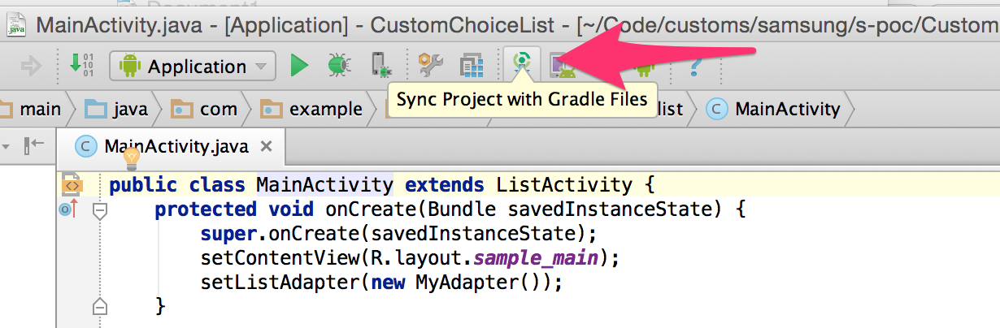 Document1
MainActivity.java - [Application] - CustomChoiceList - [~/Code/customs/samsung/s-poc/Custom
Application
Sync Project with Gradle Files
main java com example list MainActivity
MainActivity.java
public class MainActivity extends ListActivity {
protected void onCreate(Bundle savedInstanceState) {
super.onCreate(savedInstanceState);
setContentView(R.layout.sample_main);
setListAdapter(new MyAdapter());
}